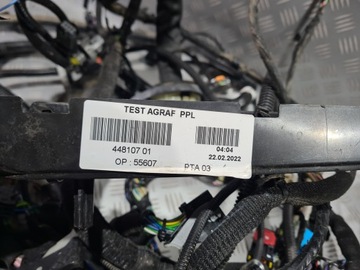 TEST AGRAF PPL
448107 01
04:04
22.02.2022
OP : 55607
PTA 03